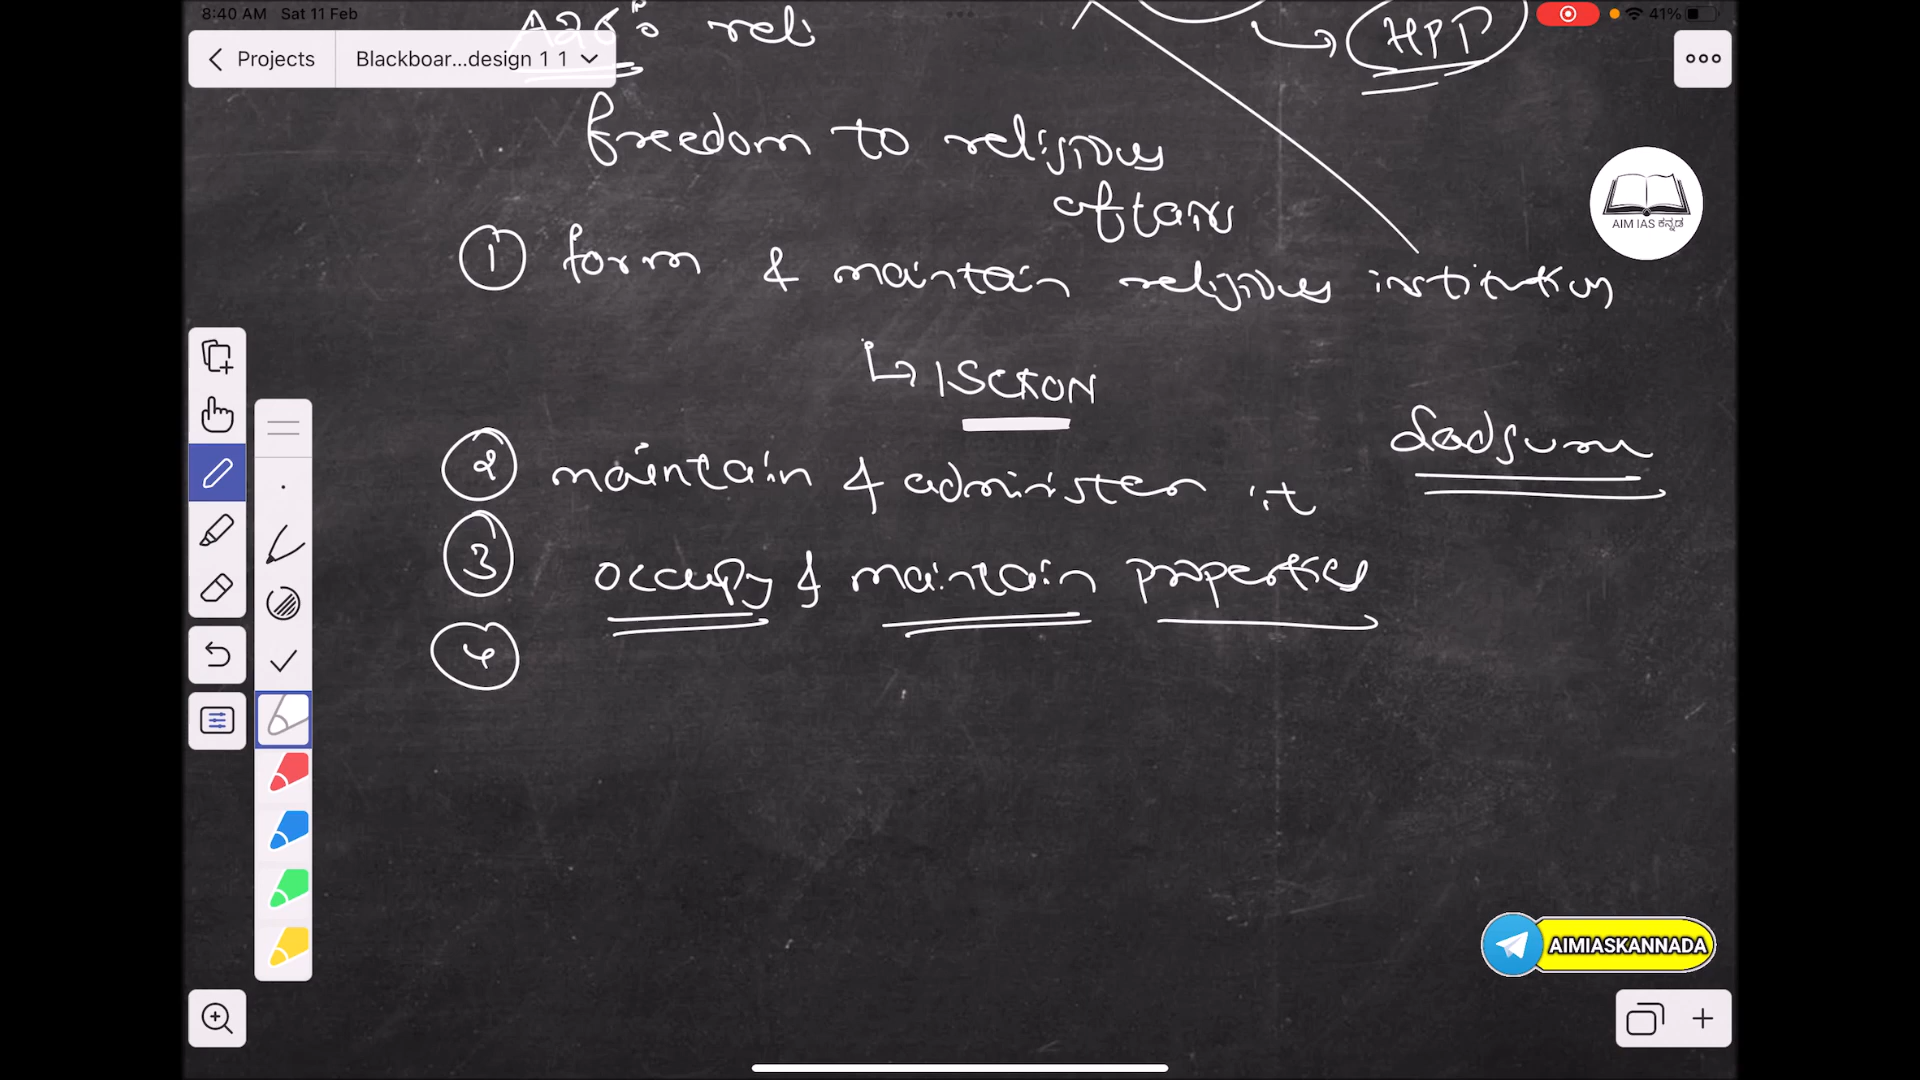 8:40 AM Sat 11 Feb
41%
A26
HPP
Projects
Blackboar...design 1 1
freedom to religious
affairs
AIM IAS ಕನ್ನಡ
① form & maintain religious institution
ISCKON
② maintain & administer it
③ occupy & maintain properties
④
AIMIASKANNADA